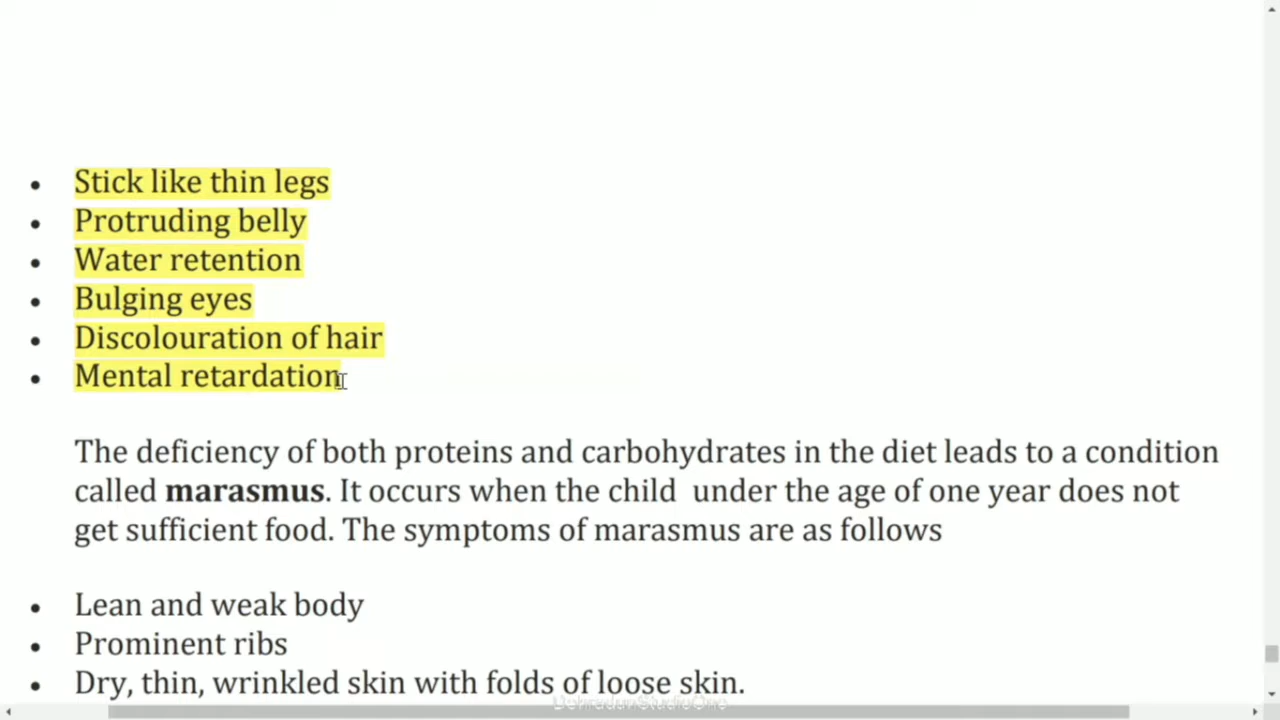 Stick like thin legs
Protruding belly
Water retention
Bulging eyes
Discolouration of hair
Mental retardation
The deficiency of both proteins and carbohydrates in the diet leads to a condition
called marasmus. It occurs when the child under the age of one year does not
get sufficient food. The symptoms of marasmus are as follows
Lean and weak body
Prominent ribs
Dry, thin, wrinkled skin with folds of loose skin.